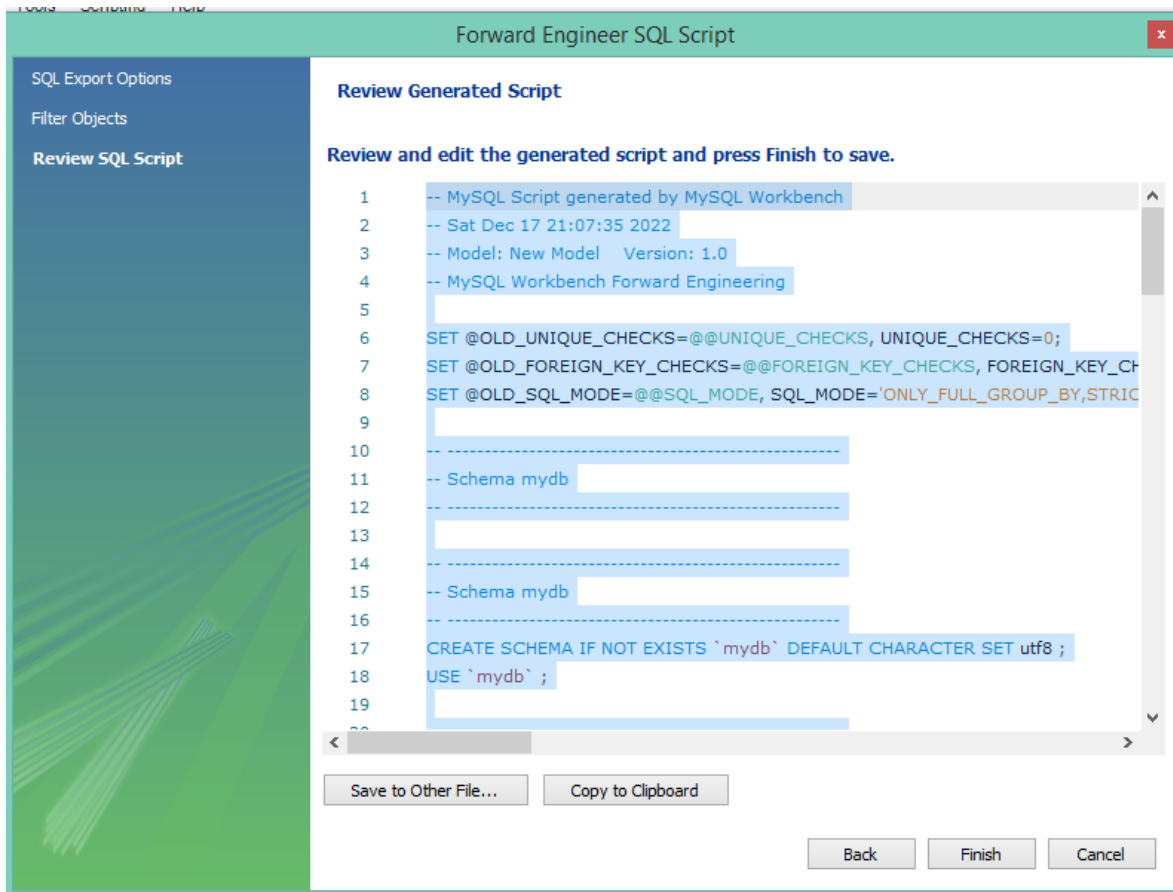 Tools Scripting Help
Forward Engineer SQL Script
x
SQL Export Options
Filter Objects
Review SQL Script
Review Generated Script
Review and edit the generated script and press Finish to save.
1 -- MySQL Script generated by MySQL Workbench
2 -- Sat Dec 17 21:07:35 2022
3 -- Model: New Model    Version: 1.0
4 -- MySQL Workbench Forward Engineering
5
6 SET @OLD_UNIQUE_CHECKS=@@UNIQUE_CHECKS, UNIQUE_CHECKS=0;
7 SET @OLD_FOREIGN_KEY_CHECKS=@@FOREIGN_KEY_CHECKS, FOREIGN_KEY_CH
8 SET @OLD_SQL_MODE=@@SQL_MODE, SQL_MODE='ONLY_FULL_GROUP_BY,STRIC
9
10 -- -----------------------------------------------------
11 -- Schema mydb
12 -- -----------------------------------------------------
13
14 -- -----------------------------------------------------
15 -- Schema mydb
16 -- -----------------------------------------------------
17 CREATE SCHEMA IF NOT EXISTS `mydb` DEFAULT CHARACTER SET utf8 ;
18 USE `mydb` ;
19
Save to Other File... Copy to Clipboard
Back Finish Cancel